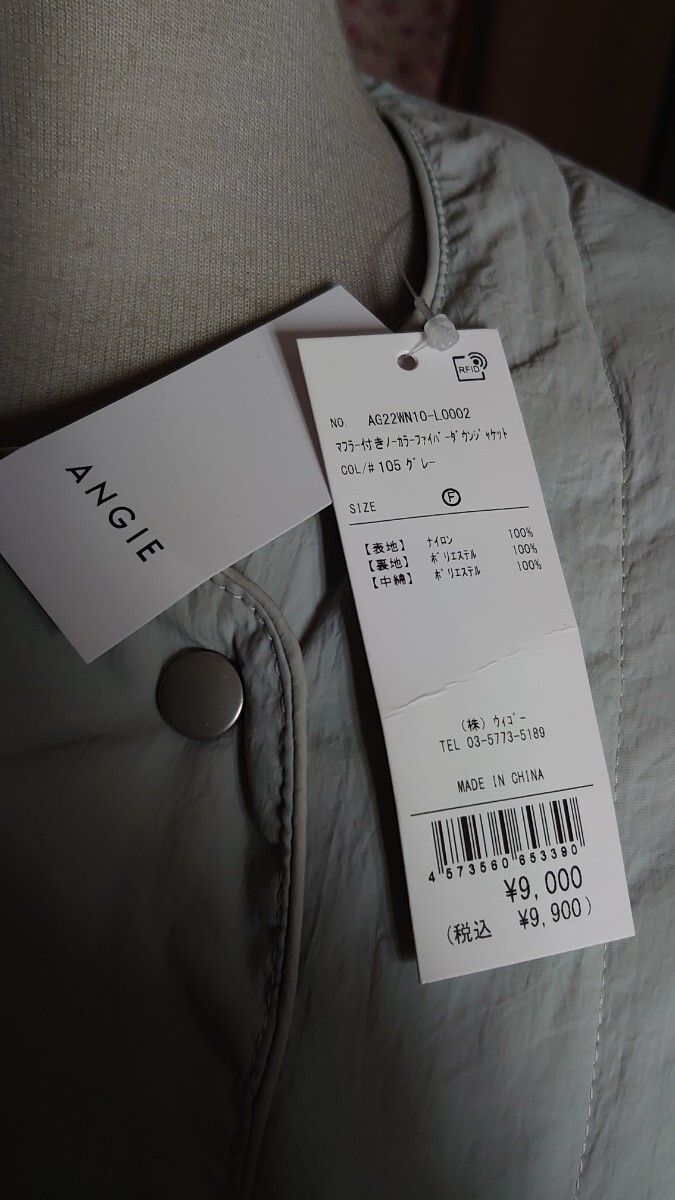 ANGIE
RFID
NO. AG22WN10-L0002
ﾏﾌﾗｰ付きﾉｰｶﾗｰﾌｧｲﾊﾞｰﾀﾞｳﾝｼﾞｬｹｯﾄ
COL/# 105 ｸﾞﾚｰ
SIZE Ⓕ
【表地】 ﾅｲﾛﾝ 100%
【裏地】 ﾎﾟﾘｴｽﾃﾙ 100%
【中綿】 ﾎﾟﾘｴｽﾃﾙ 100%
(株) ｳｨｺﾞｰ
TEL 03-5773-5189
MADE IN CHINA
4 573560 653390
¥9,000
(税込 ¥9,900)